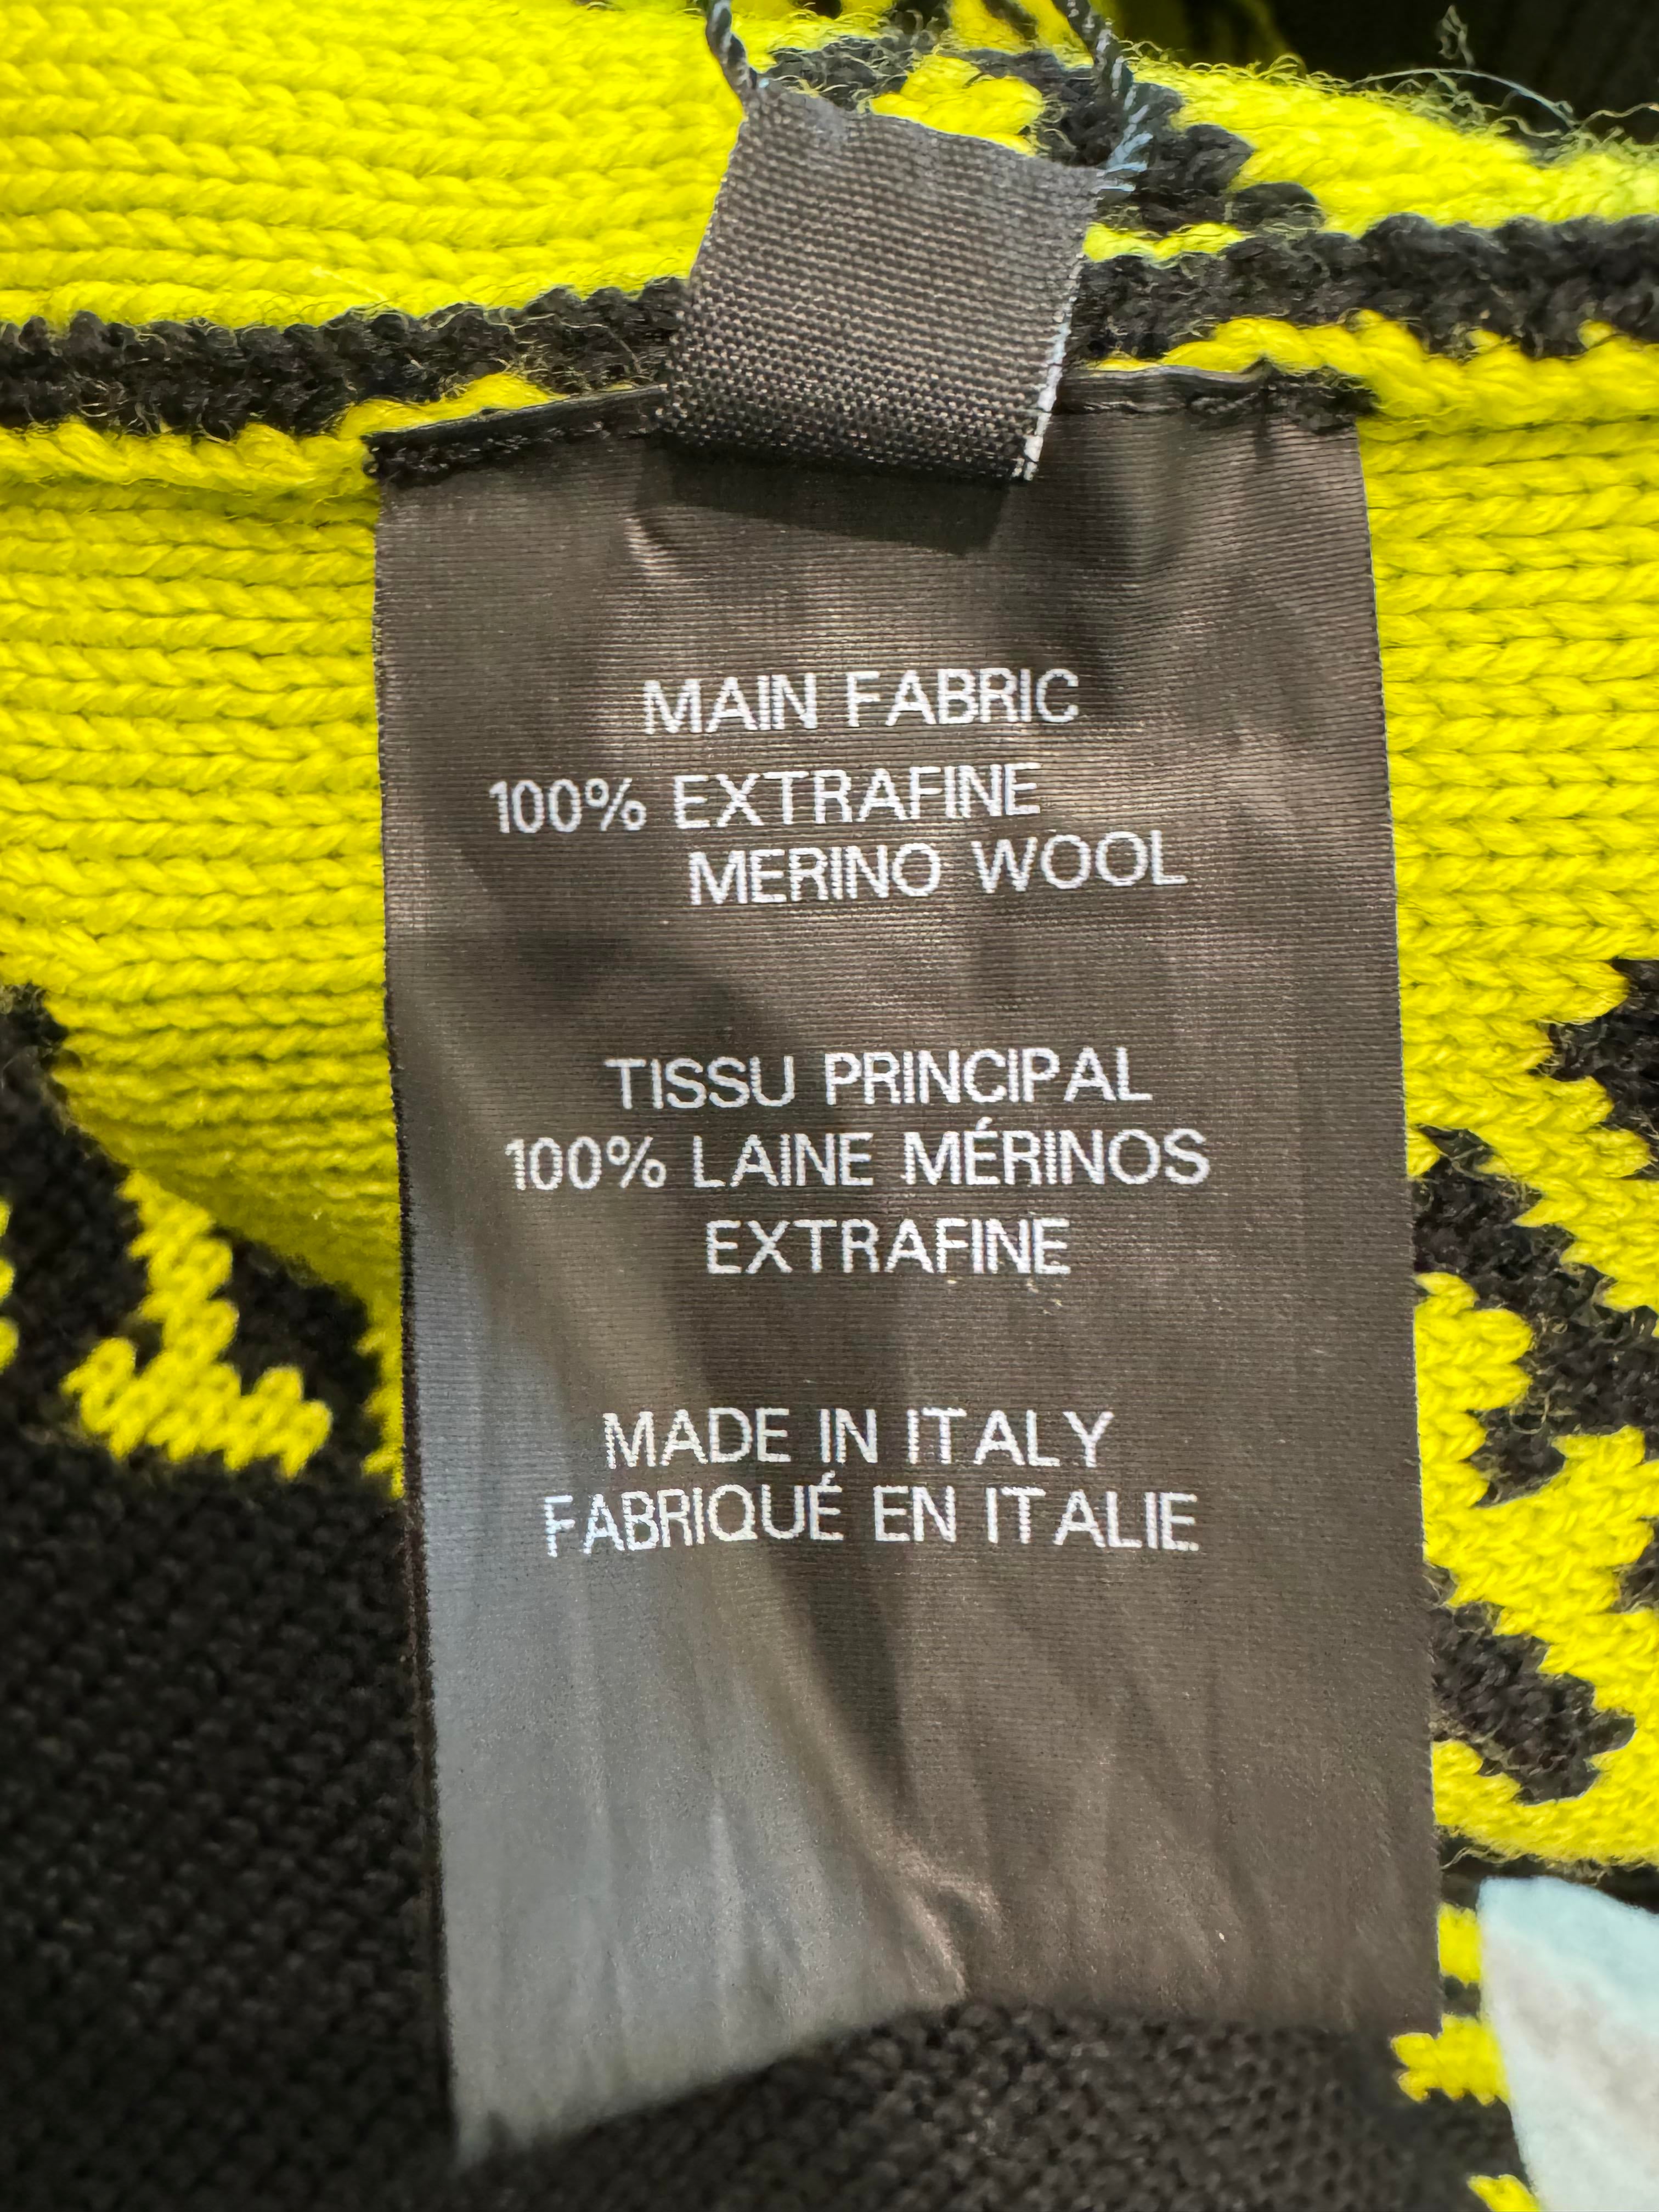 MAIN FABRIC
100% EXTRAFINE
MERINO WOOL
TISSU PRINCIPAL
100% LAINE MÉRINOS
EXTRAFINE
MADE IN ITALY
FABRIQUÉ EN ITALIE